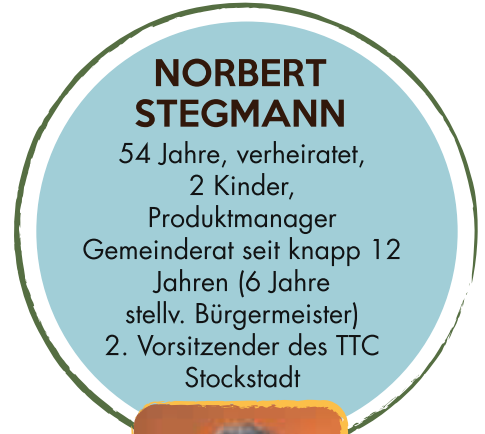 NORBERT
STEGMANN
54 Jahre, verheiratet,
2 Kinder,
Produktmanager
Gemeinderat seit knapp 12
Jahren (6 Jahre
stellv. Bürgermeister)
2. Vorsitzender des TTC
Stockstadt